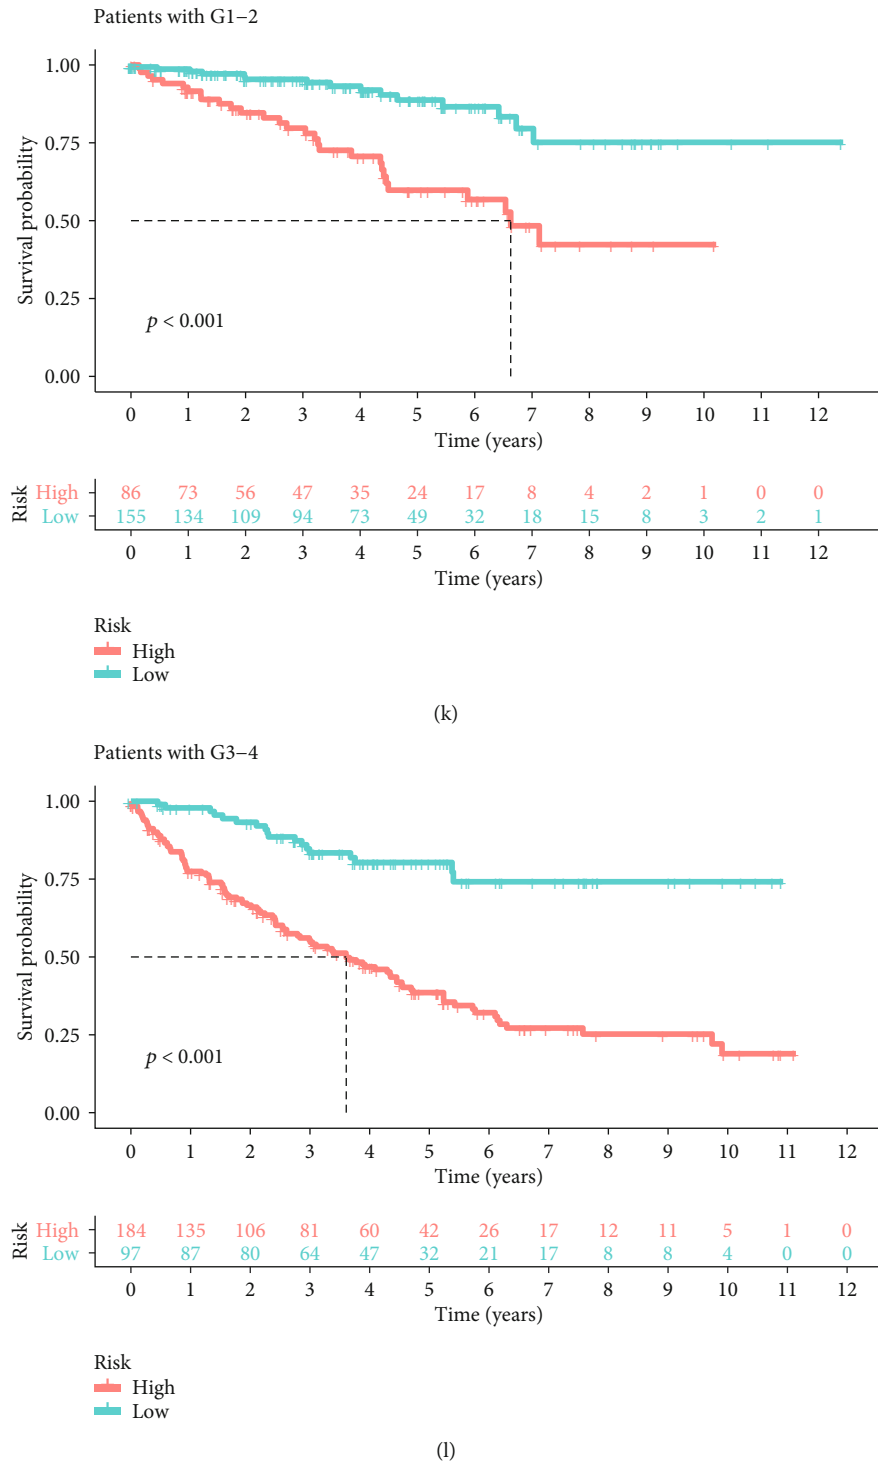 Patients with G1−2
1.00
0.75
0.50
0.25
0.00
Survival probability
p < 0.001
0 1 2 3 4 5 6 7 8 9 10 11 12
Time (years)
Risk
High 86 73 56 47 35 24 17 8 4 2 1 0 0
Low 155 134 109 94 73 49 32 18 15 8 3 2 1
0 1 2 3 4 5 6 7 8 9 10 11 12
Time (years)
Risk
High
Low
(k)
Patients with G3−4
1.00
0.75
0.50
0.25
0.00
Survival probability
p < 0.001
0 1 2 3 4 5 6 7 8 9 10 11 12
Time (years)
Risk
High 184 135 106 81 60 42 26 17 12 11 5 1 0
Low 97 87 80 64 47 32 21 17 8 8 4 0 0
0 1 2 3 4 5 6 7 8 9 10 11 12
Time (years)
Risk
High
Low
(l)